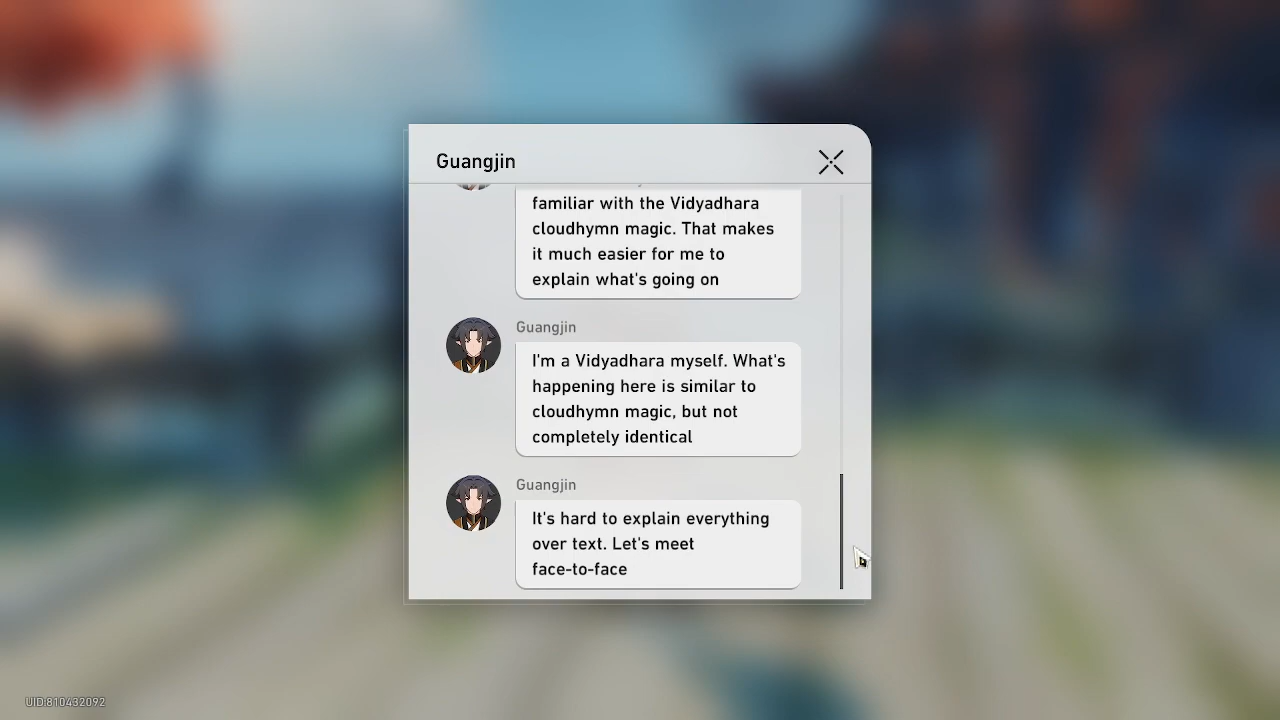 Guangjin
familiar with the Vidyadhara
cloudhymn magic. That makes
it much easier for me to
explain what's going on
Guangjin
I'm a Vidyadhara myself. What's
happening here is similar to
cloudhymn magic, but not
completely identical
Guangjin
It's hard to explain everything
over text. Let's meet
face-to-face
UID:810432092